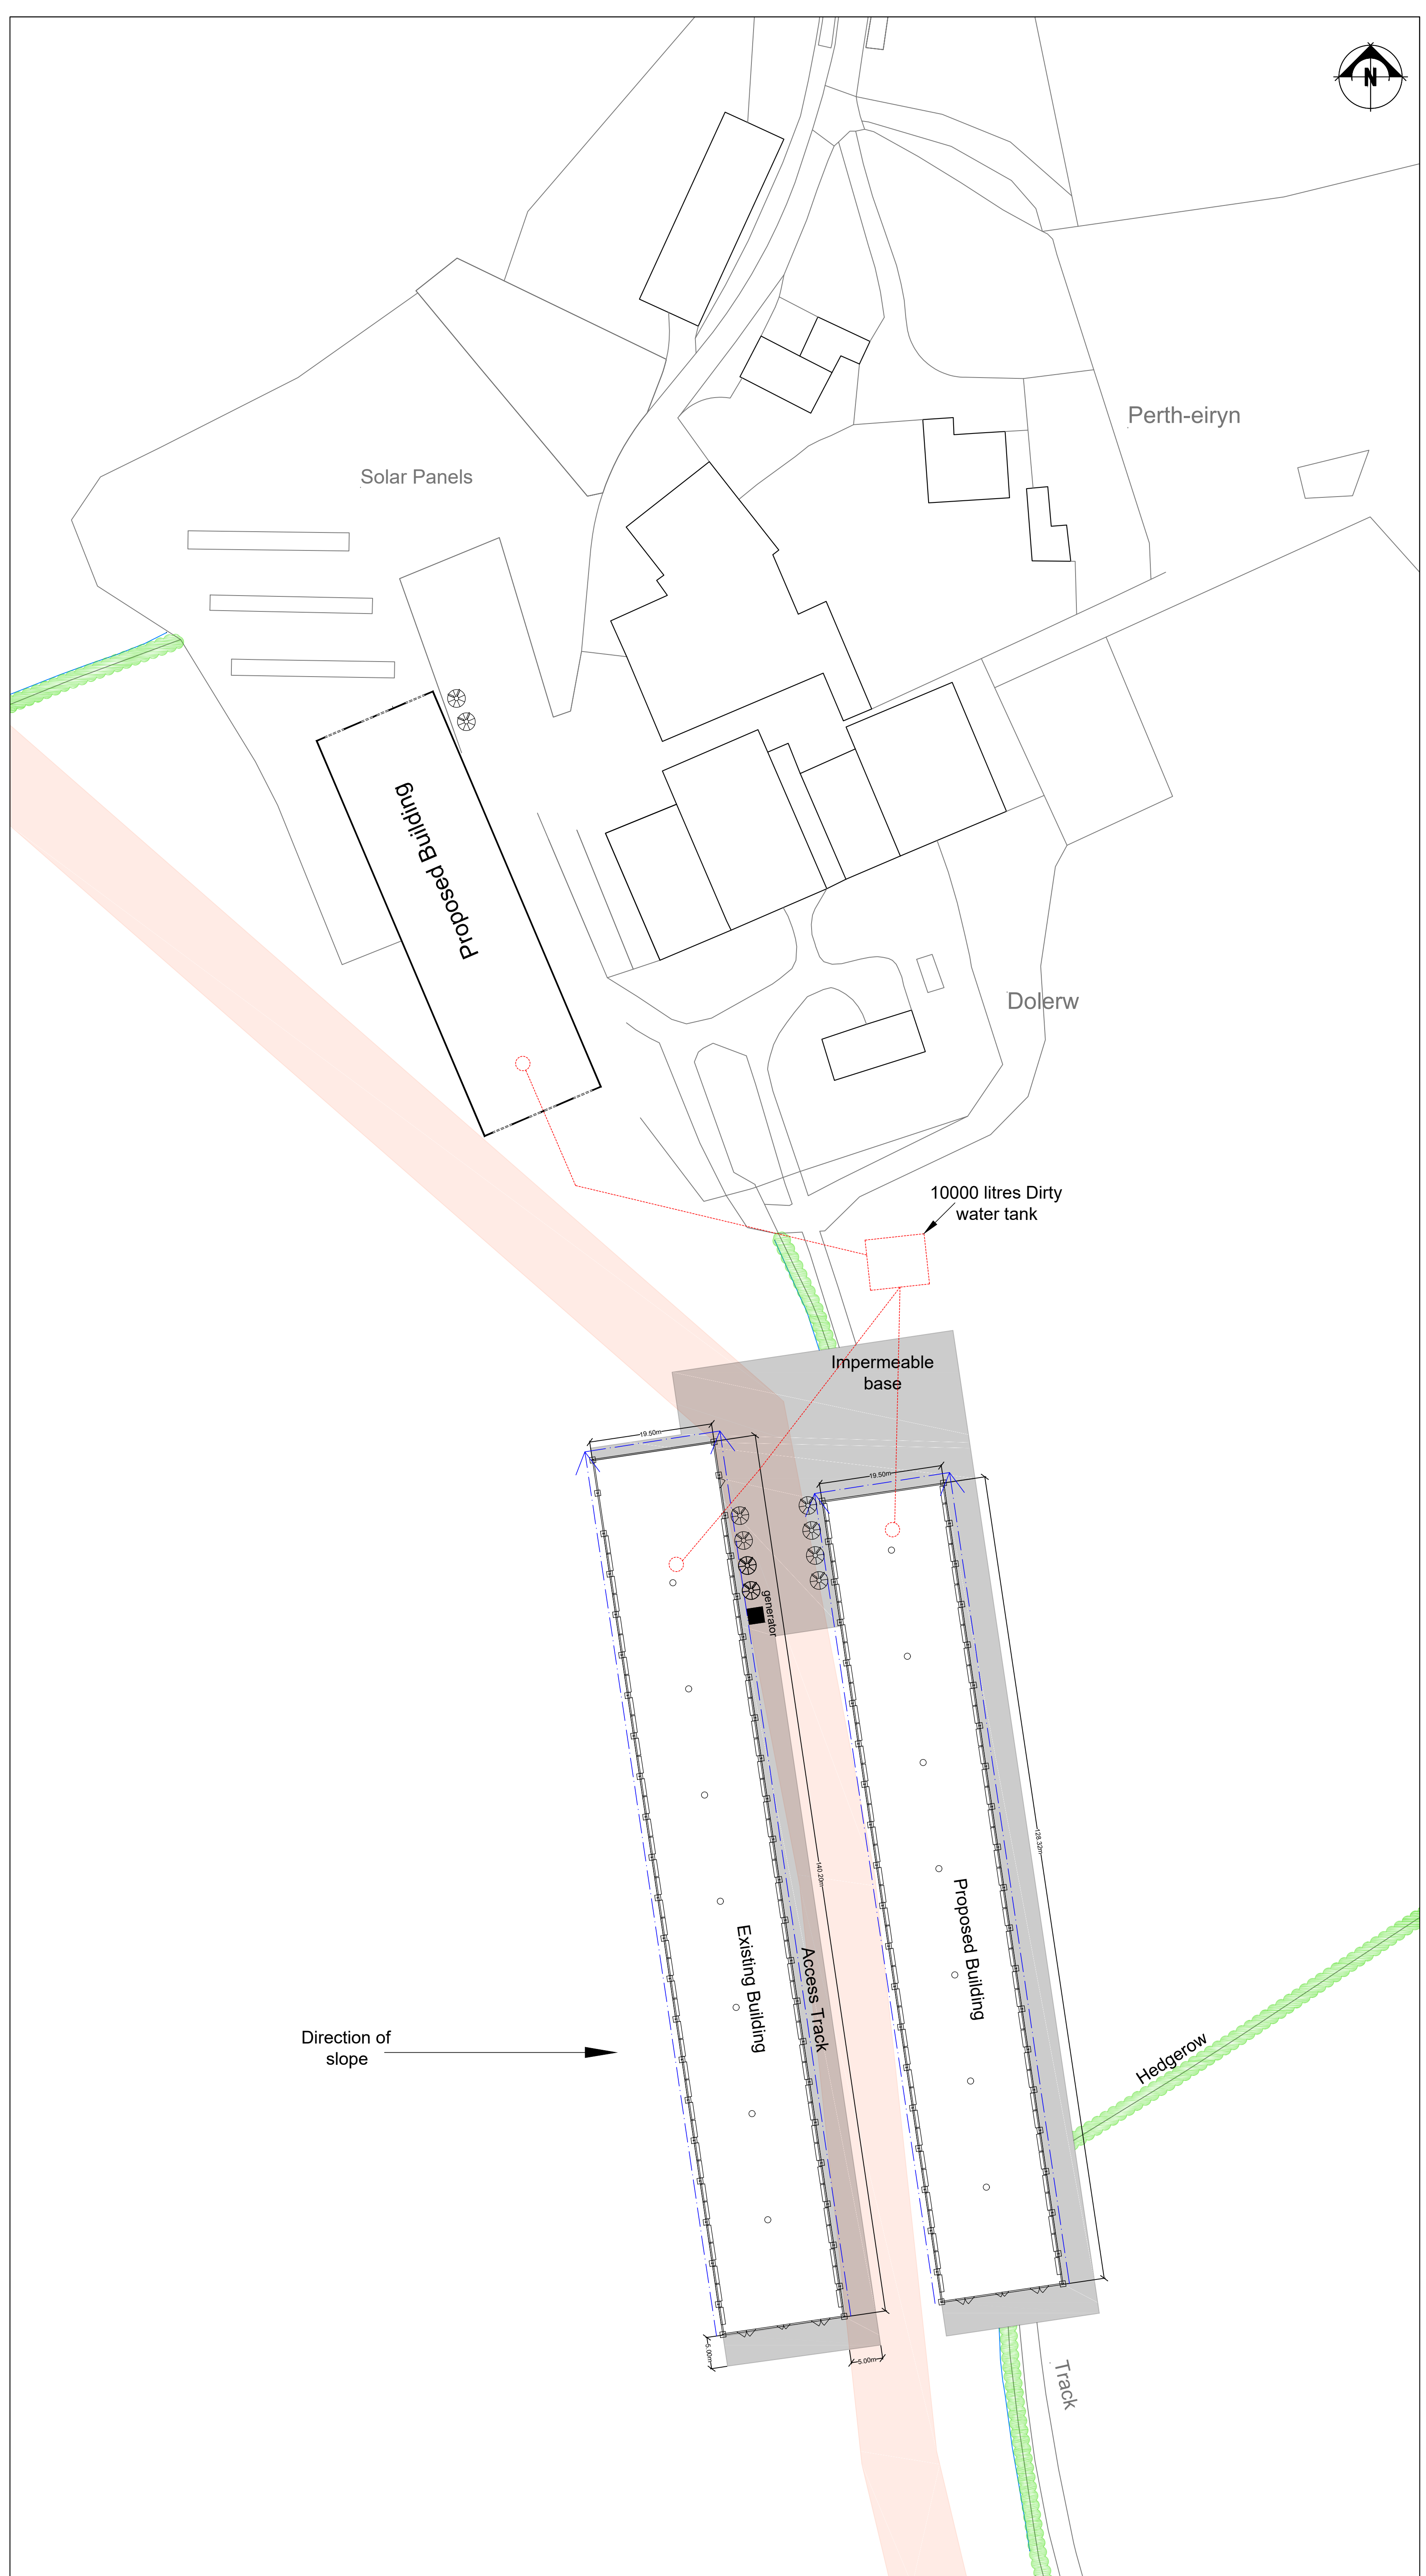 N
Perth-eiryn
Solar Panels
Proposed Building
Dolerw
10000 litres Dirty
water tank
Impermeable
base
19.50m
19.50m
generator
140.20m
128.32m
Existing Building
Access Track
Proposed Building
Direction of
slope
Hedgerow
5.00m
5.00m
Track